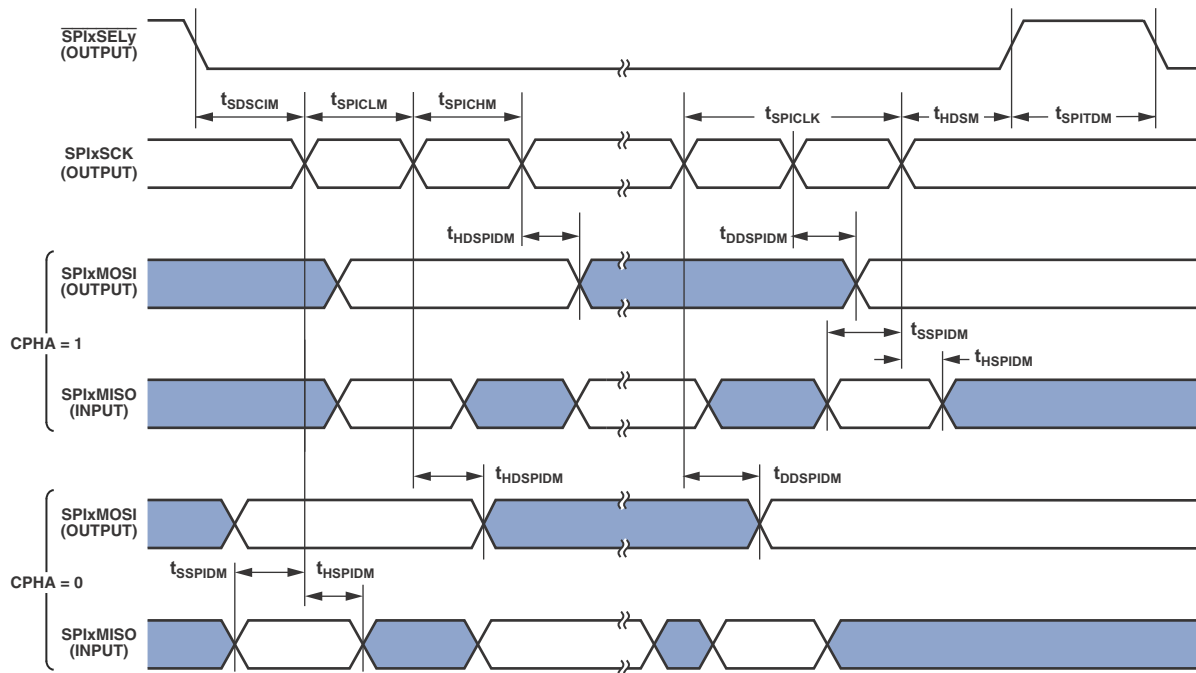 SPIxSELy
(OUTPUT)
tSDSCIM tSPICLM tSPICHM tSPICLK tHDSM tSPITDM
SPIxSCK
(OUTPUT)
tHDSPIDM tDDSPIDM
SPIxMOSI
(OUTPUT)
CPHA = 1
tSSPIDM
tHSPIDM
SPIxMISO
(INPUT)
tHDSPIDM tDDSPIDM
SPIxMOSI
(OUTPUT)
CPHA = 0
tSSPIDM tHSPIDM
SPIxMISO
(INPUT)